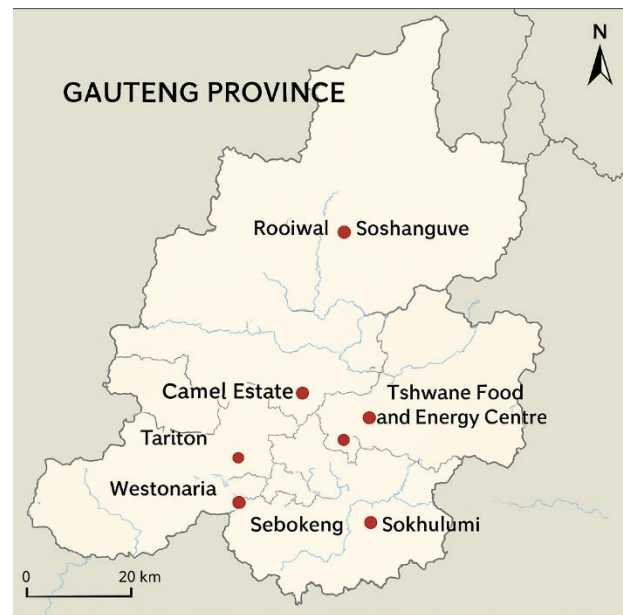 N
GAUTENG PROVINCE
Rooiwal Soshanguve
Camel Estate
Tshwane Food
and Energy Centre
Tariton
Westonaria
Sebokeng
Sokhulumi
0 20 km